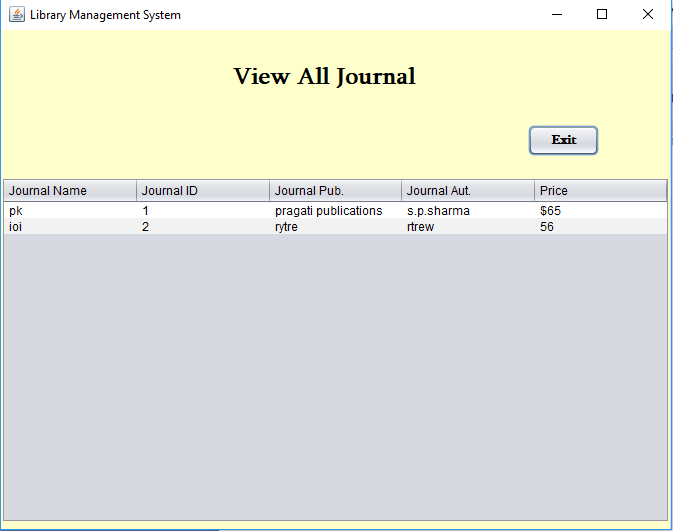 Library Management System
View All Journal
Exit
Journal Name Journal ID Journal Pub. Journal Aut. Price
pk 1 pragati publications s.p.sharma $65
ioi 2 rytre rtrew 56